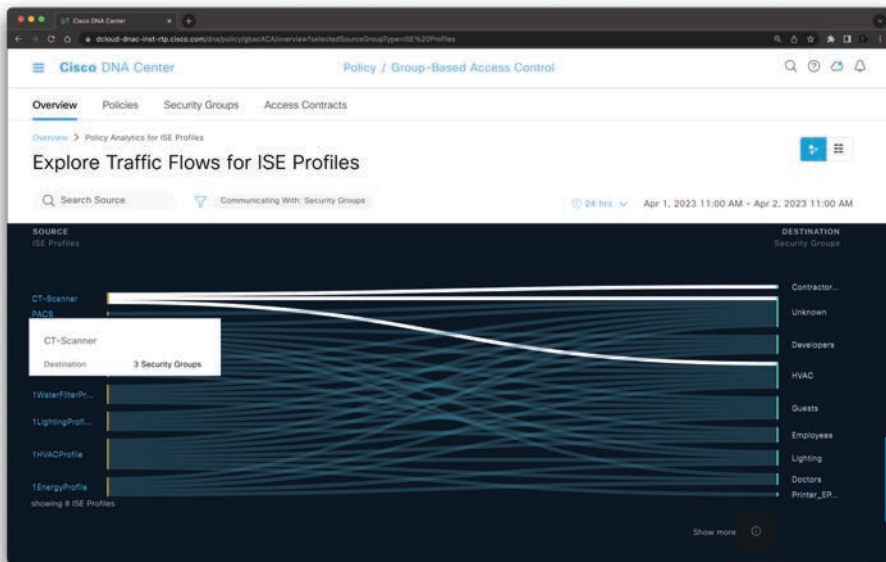 Cisco DNA Center
dcloud-dnac-inst-rtp.cisco.com/dna/policy/gbacACA/overview?selectedSourceGroupType=ISE%20Profiles
Cisco DNA Center
Policy / Group-Based Access Control
Overview Policies Security Groups Access Contracts
Overview > Policy Analytics for ISE Profiles
Explore Traffic Flows for ISE Profiles
Search Source
Communicating With: Security Groups
24 hrs
Apr 1, 2023 11:00 AM - Apr 2, 2023 11:00 AM
SOURCE
ISE Profiles
DESTINATION
Security Groups
CT-Scanner
PACS
CT-Scanner
Destination 3 Security Groups
1WaterFilterPr...
1LightingProfi...
1HVACProfile
1EnergyProfile
showing 8 ISE Profiles
Contractor...
Unknown
Developers
HVAC
Guests
Employees
Lighting
Doctors
Printer_EP...
Show more